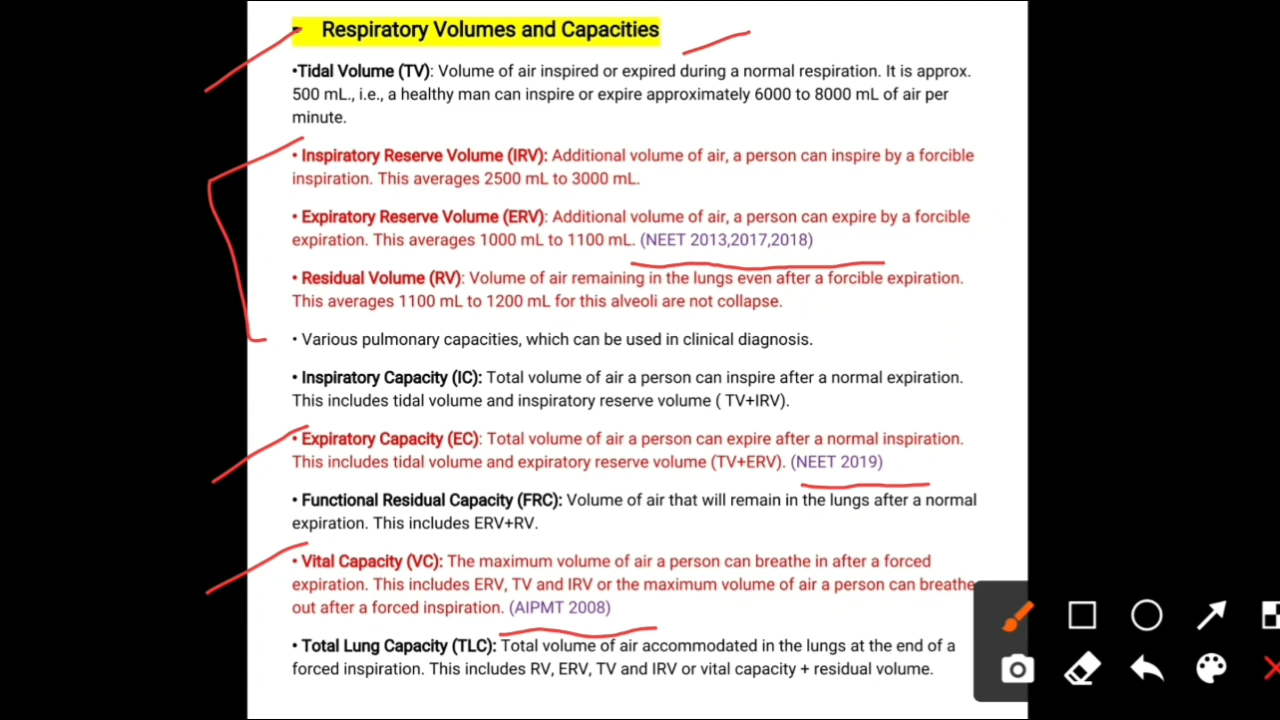 Respiratory Volumes and Capacities
•Tidal Volume (TV): Volume of air inspired or expired during a normal respiration. It is approx.
500 mL., i.e., a healthy man can inspire or expire approximately 6000 to 8000 mL of air per
minute.
• Inspiratory Reserve Volume (IRV): Additional volume of air, a person can inspire by a forcible
inspiration. This averages 2500 mL to 3000 mL.
• Expiratory Reserve Volume (ERV): Additional volume of air, a person can expire by a forcible
expiration. This averages 1000 mL to 1100 mL. (NEET 2013,2017,2018)
• Residual Volume (RV): Volume of air remaining in the lungs even after a forcible expiration.
This averages 1100 mL to 1200 mL for this alveoli are not collapse.
• Various pulmonary capacities, which can be used in clinical diagnosis.
• Inspiratory Capacity (IC): Total volume of air a person can inspire after a normal expiration.
This includes tidal volume and inspiratory reserve volume ( TV+IRV).
• Expiratory Capacity (EC): Total volume of air a person can expire after a normal inspiration.
This includes tidal volume and expiratory reserve volume (TV+ERV). (NEET 2019)
• Functional Residual Capacity (FRC): Volume of air that will remain in the lungs after a normal
expiration. This includes ERV+RV.
• Vital Capacity (VC): The maximum volume of air a person can breathe in after a forced
expiration. This includes ERV, TV and IRV or the maximum volume of air a person can breathe
out after a forced inspiration. (AIPMT 2008)
• Total Lung Capacity (TLC): Total volume of air accommodated in the lungs at the end of a
forced inspiration. This includes RV, ERV, TV and IRV or vital capacity + residual volume.